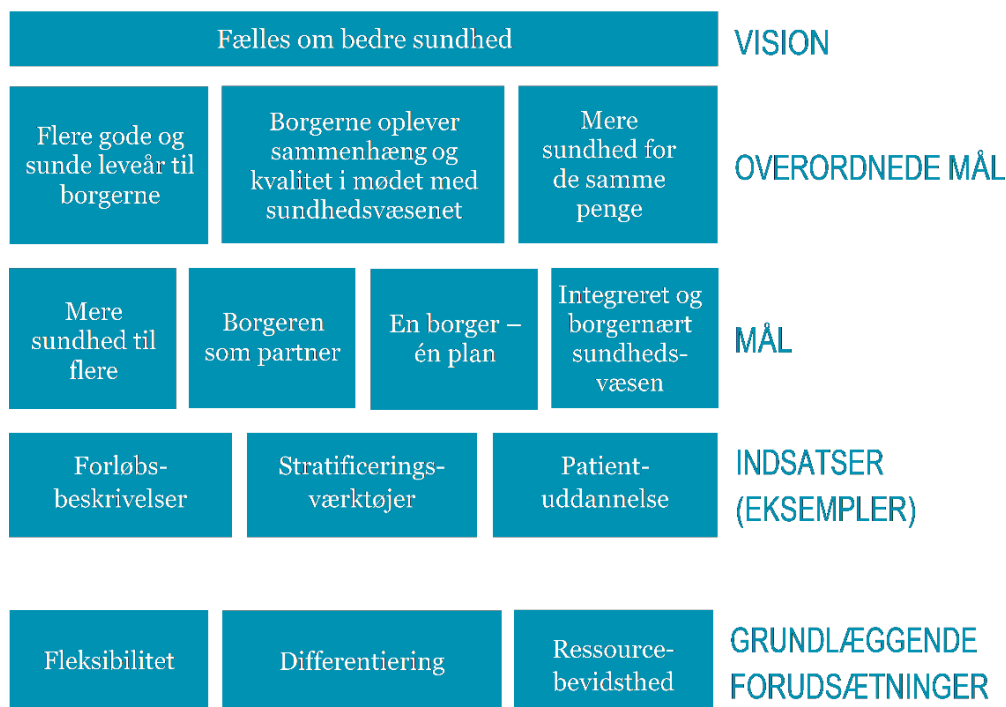 Fælles om bedre sundhed
VISION
Flere gode og
sunde leveår til
borgerne
Borgerne oplever
sammenhæng og
kvalitet i mødet med
sundhedsvæsenet
Mere
sundhed for
de samme
penge
OVERORDNEDE MÅL
Mere
sundhed til
flere
Borgeren
som partner
En borger –
én plan
Integreret og
borgernært
sundheds-
væsen
MÅL
Forløbs-
beskrivelser
Stratificerings-
værktøjer
Patient-
uddannelse
INDSATSER
(EKSEMPLER)
Fleksibilitet
Differentiering
Ressource-
bevidsthed
GRUNDLÆGGENDE
FORUDSÆTNINGER